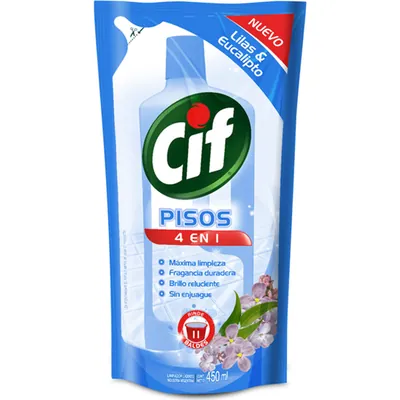 NUEVO
Lilas &
Eucalipto
Cif
PISOS
4 EN 1
Máxima limpieza
Fragancia duradera
Brillo reluciente
Sin enjuague
RINDE
11
BALDES
450 ml